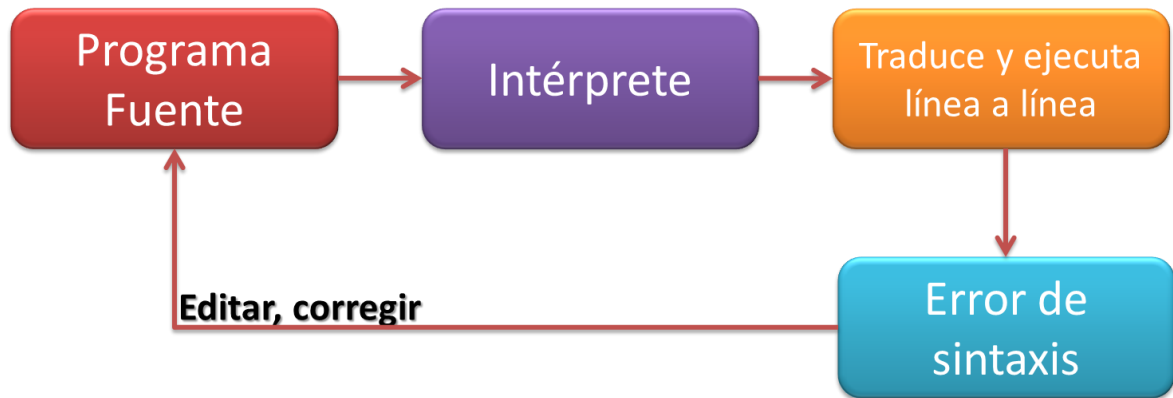 Programa
Fuente
Intérprete
Traduce y ejecuta
línea a línea
Error de
sintaxis
Editar, corregir